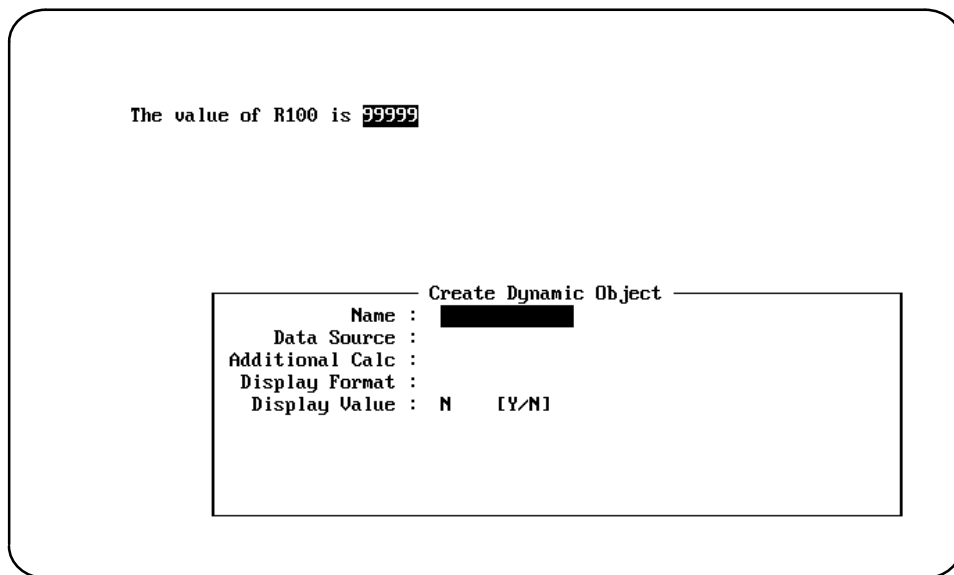 The value of R100 is 99999
Create Dynamic Object
Name :
Data Source :
Additional Calc :
Display Format :
Display Value : N [Y/N]